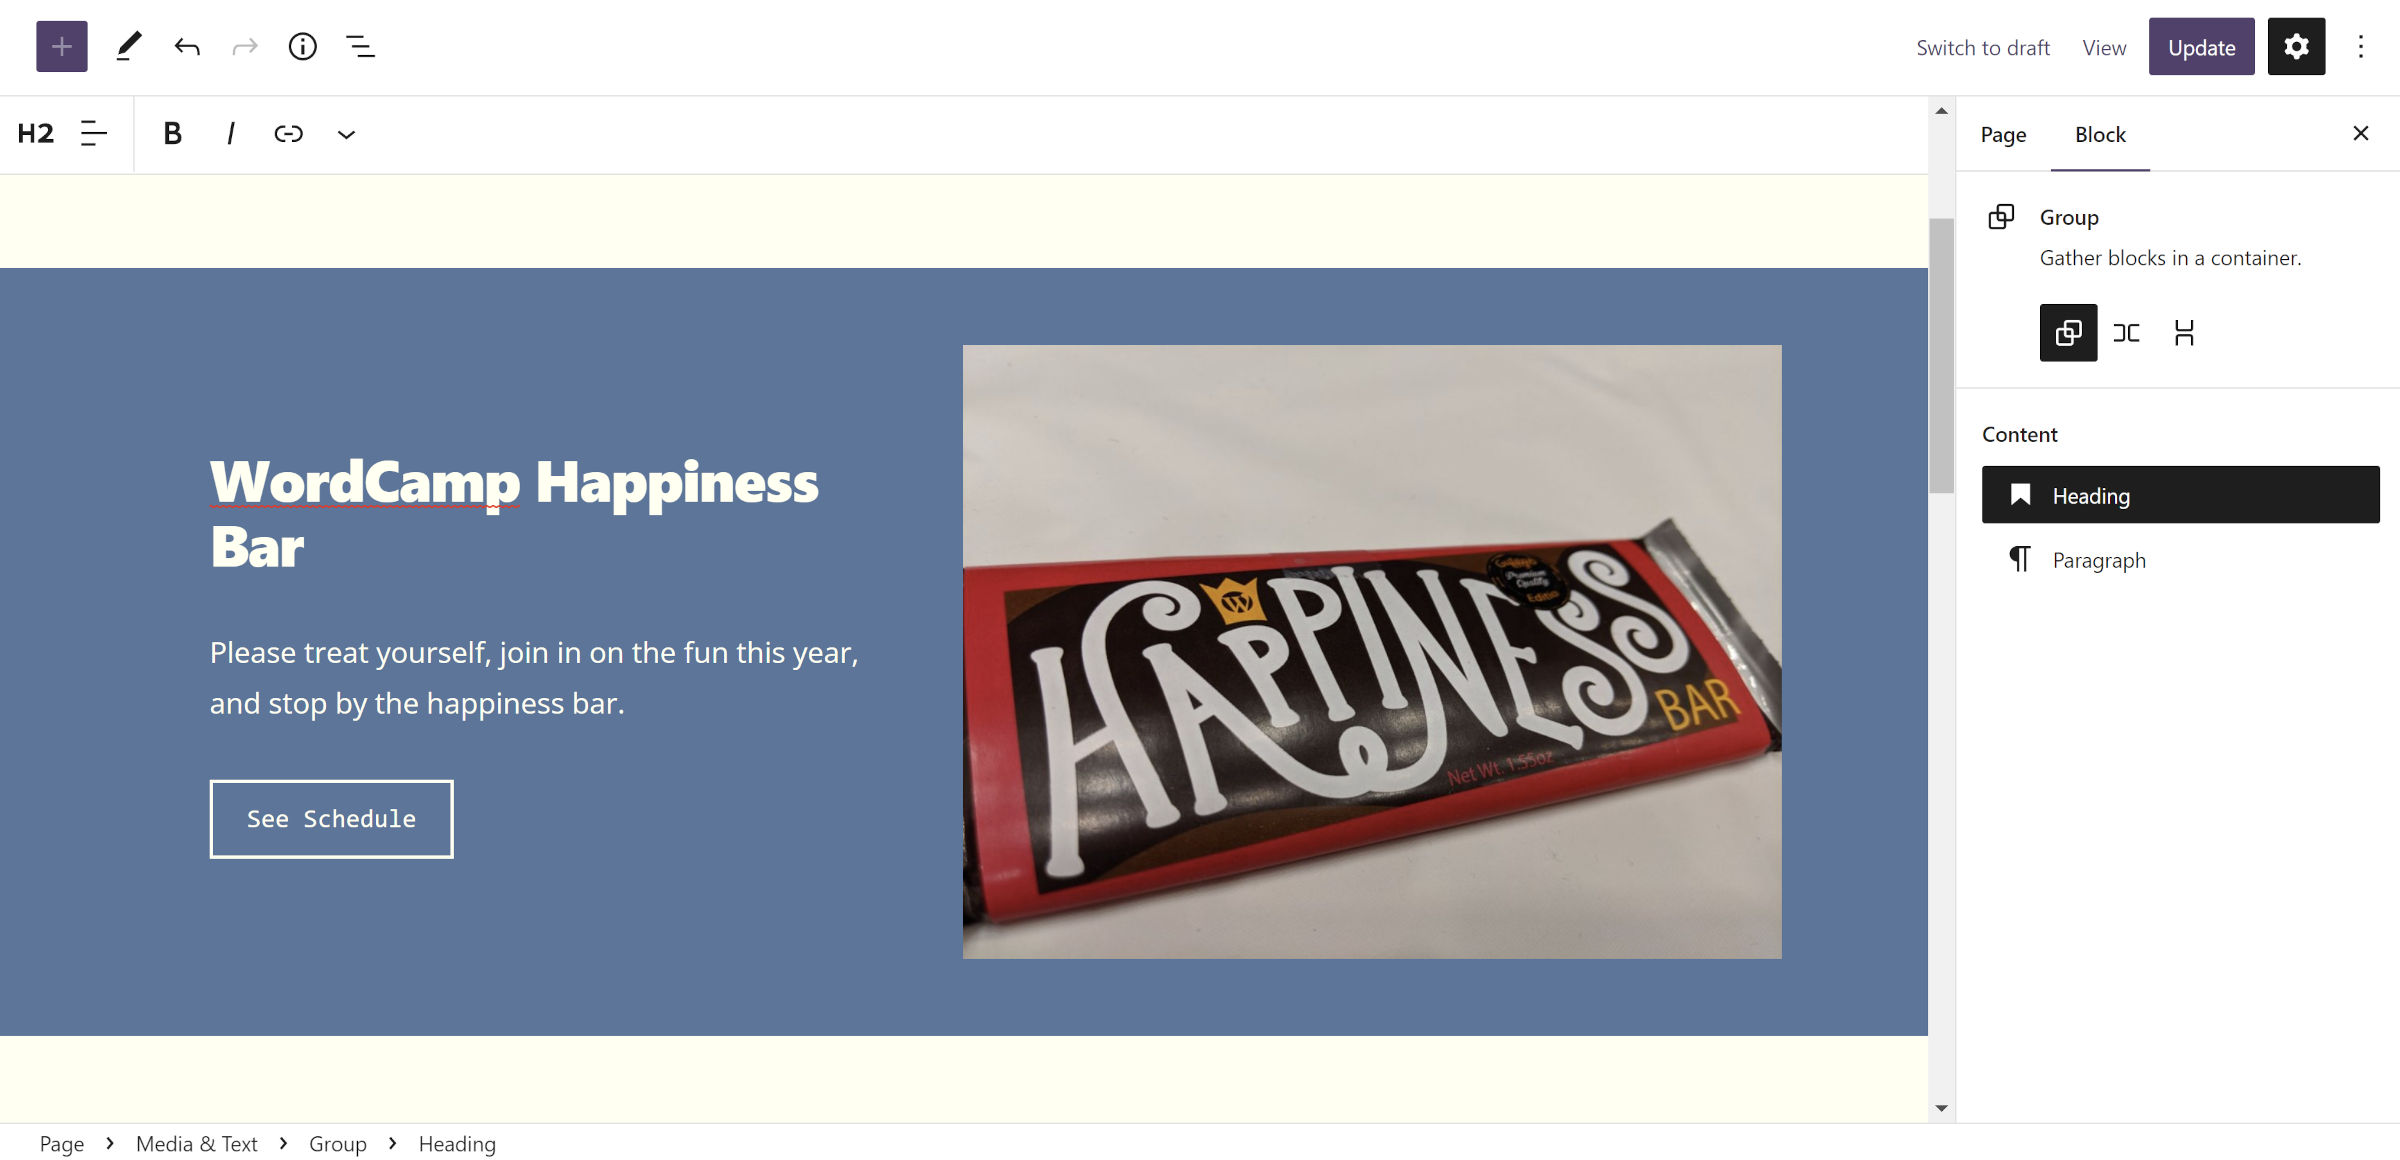 Switch to draft View Update
H2 B I
Page Block
Group
Gather blocks in a container.
Content
Heading
Paragraph
WordCamp Happiness
Bar
Please treat yourself, join in on the fun this year,
and stop by the happiness bar.
See Schedule
HAPPINESS
Premium
Quality
BAR
Net Wt. 1.55oz
Page > Media & Text > Group > Heading